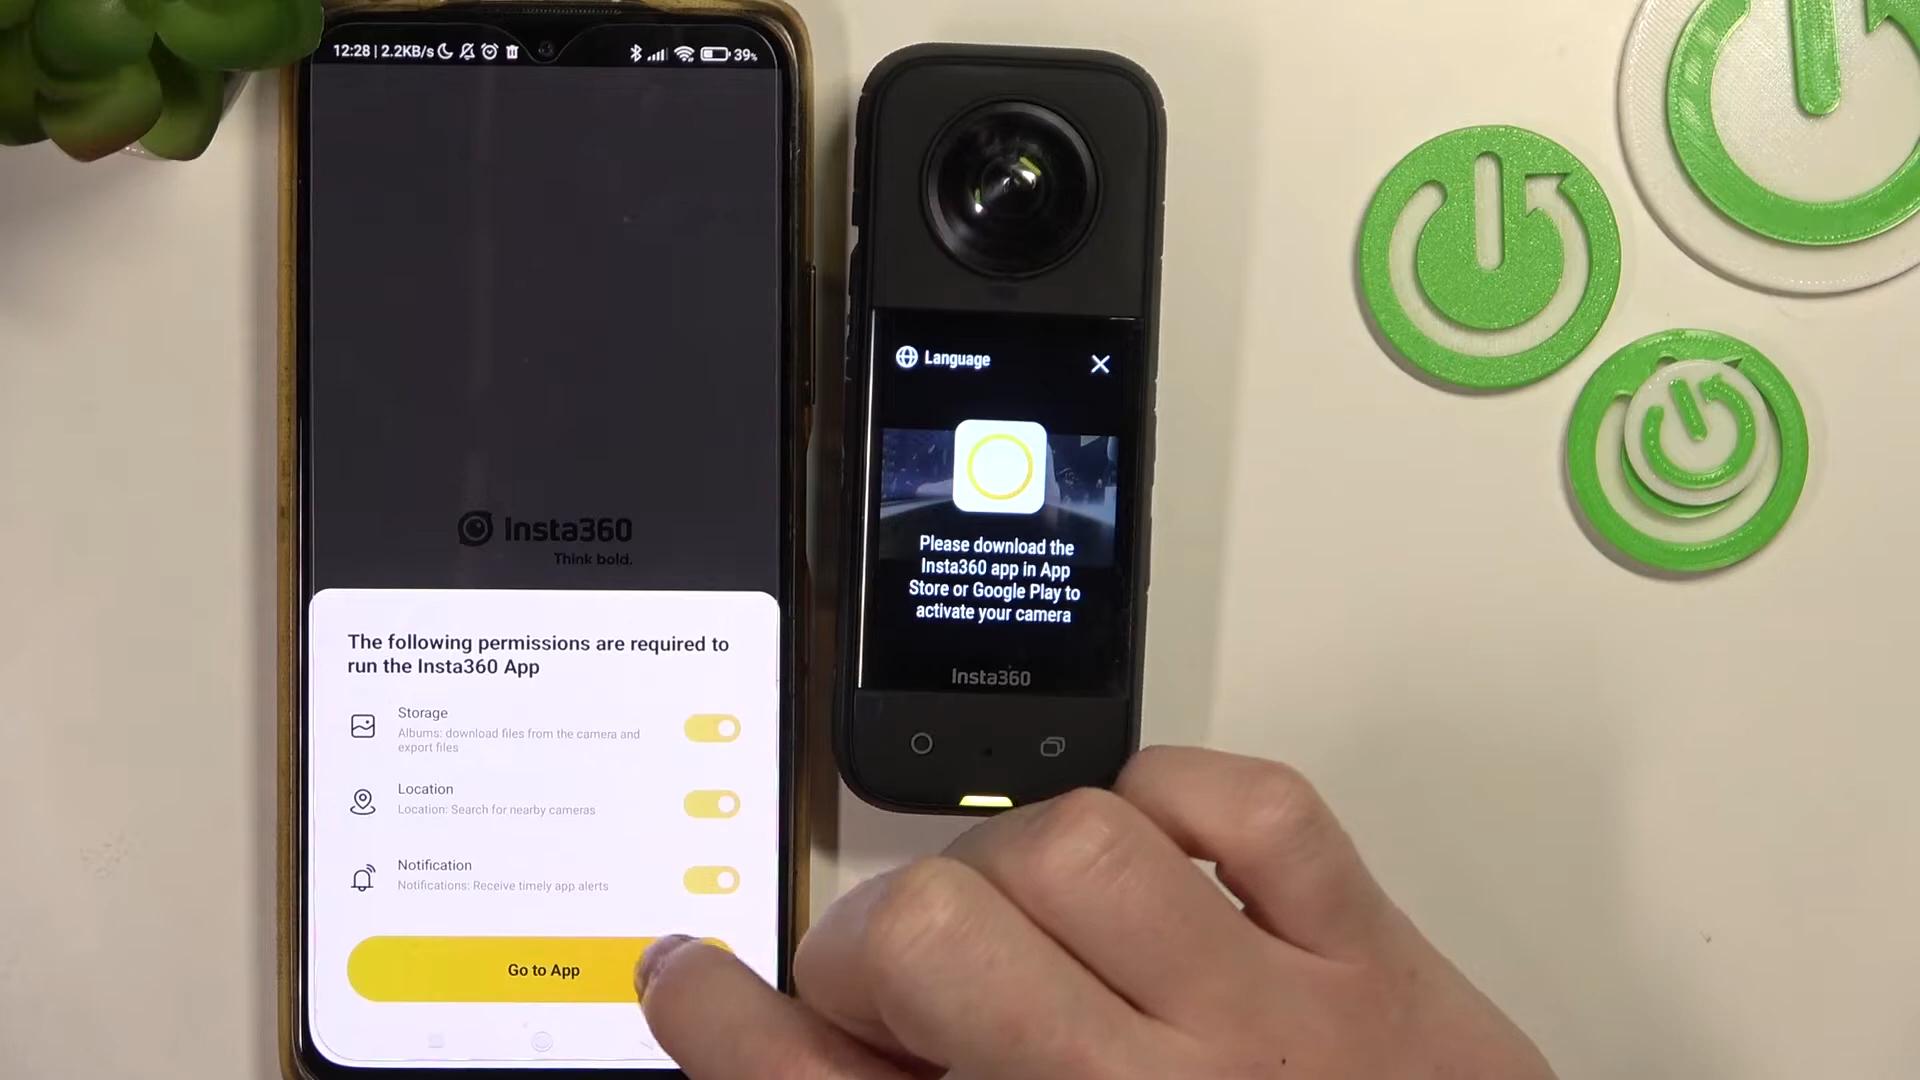 12:28 | 2.2KB/s
39%
Insta360
Think bold.
The following permissions are required to
run the Insta360 App
Storage
Albums: download files from the camera and
export files
Location
Location: Search for nearby cameras
Notification
Notifications: Receive timely app alerts
Go to App
Language
Please download the
Insta360 app in App
Store or Google Play to
activate your camera
Insta360